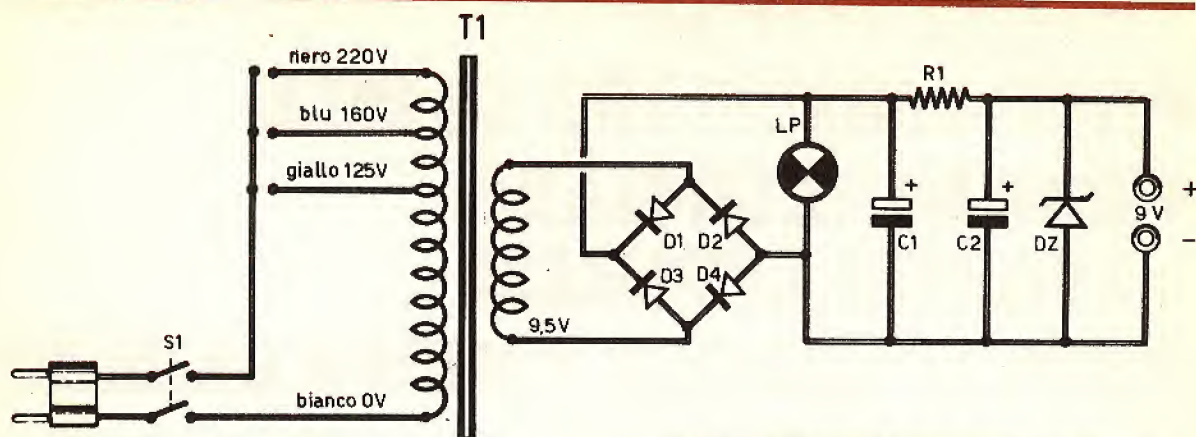 T1
nero 220V
blu 160V
giallo 125V
bianco 0V
S1
9,5V
D1
D2
D3
D4
LP
R1
+
C1
+
C2
DZ
+
9 V
−